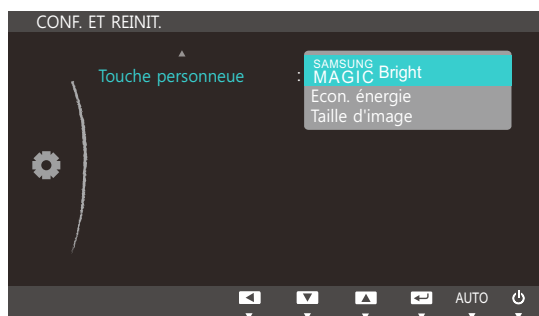 CONF. ET REINIT.
Touche personneue : SAMSUNG MAGIC Bright
Econ. énergie
Taille d'image
AUTO